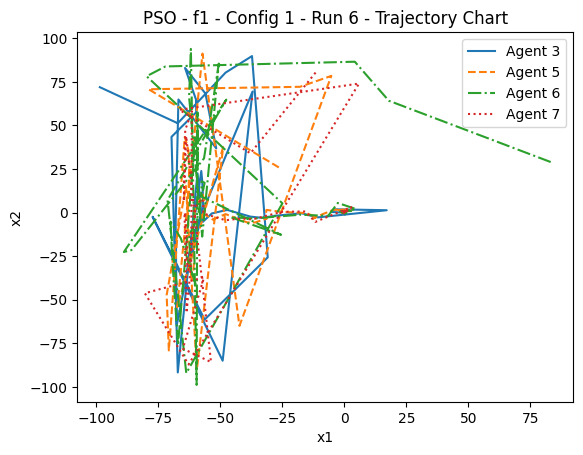 PSO - f1 - Config 1 - Run 6 - Trajectory Chart
100
75
50
25
0
−25
−50
−75
−100
x2
Agent 3
Agent 5
Agent 6
Agent 7
−100 −75 −50 −25 0 25 50 75
x1